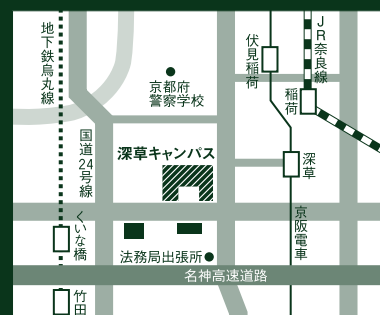 地下鉄烏丸線
伏見稲荷
JR奈良線
京都府
警察学校
稲荷
国道24号線
深草キャンパス
深草
くいな橋
京阪電車
法務局出張所
名神高速道路
竹田